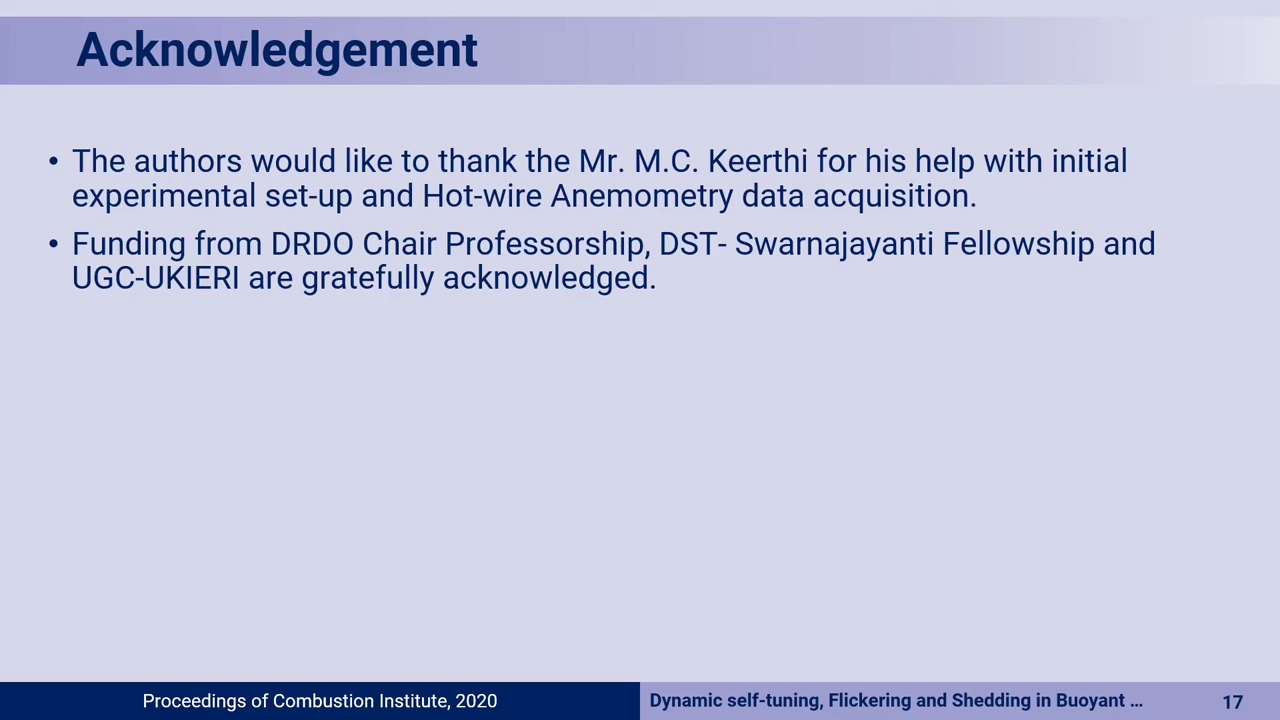 Acknowledgement
• The authors would like to thank the Mr. M.C. Keerthi for his help with initial
experimental set-up and Hot-wire Anemometry data acquisition.
• Funding from DRDO Chair Professorship, DST- Swarnajayanti Fellowship and
UGC-UKIERI are gratefully acknowledged.
Proceedings of Combustion Institute, 2020
Dynamic self-tuning, Flickering and Shedding in Buoyant ...
17